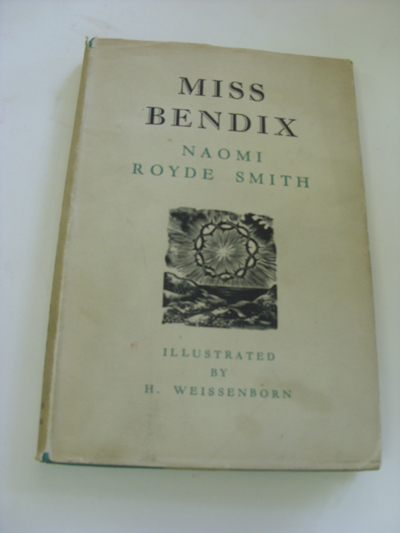 MISS
BENDIX
NAOMI
ROYDE SMITH
ILLUSTRATED
BY
H. WEISSENBORN